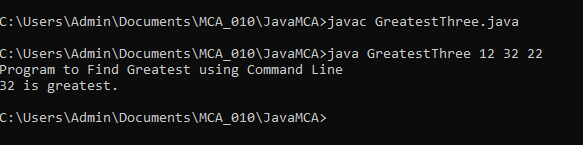 C:\Users\Admin\Documents\MCA_010\JavaMCA>javac GreatestThree.java
C:\Users\Admin\Documents\MCA_010\JavaMCA>java GreatestThree 12 32 22
Program to Find Greatest using Command Line
32 is greatest.
C:\Users\Admin\Documents\MCA_010\JavaMCA>